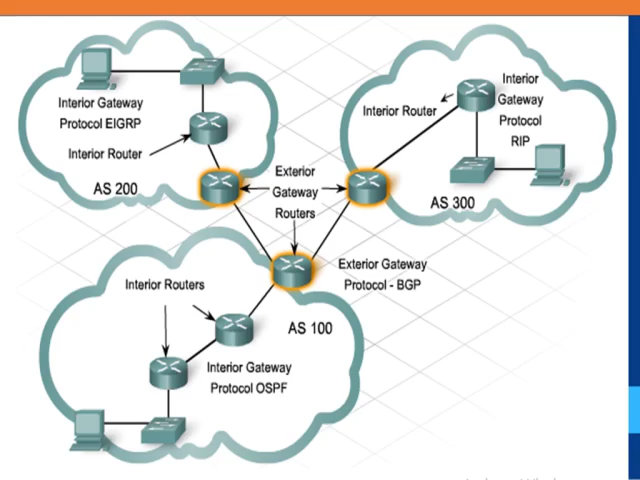 Interior Gateway
Protocol EIGRP
Interior Router
AS 200
Exterior
Gateway
Routers
Interior Router
Interior
Gateway
Protocol
RIP
AS 300
Exterior Gateway
Protocol - BGP
Interior Routers
AS 100
Interior Gateway
Protocol OSPF